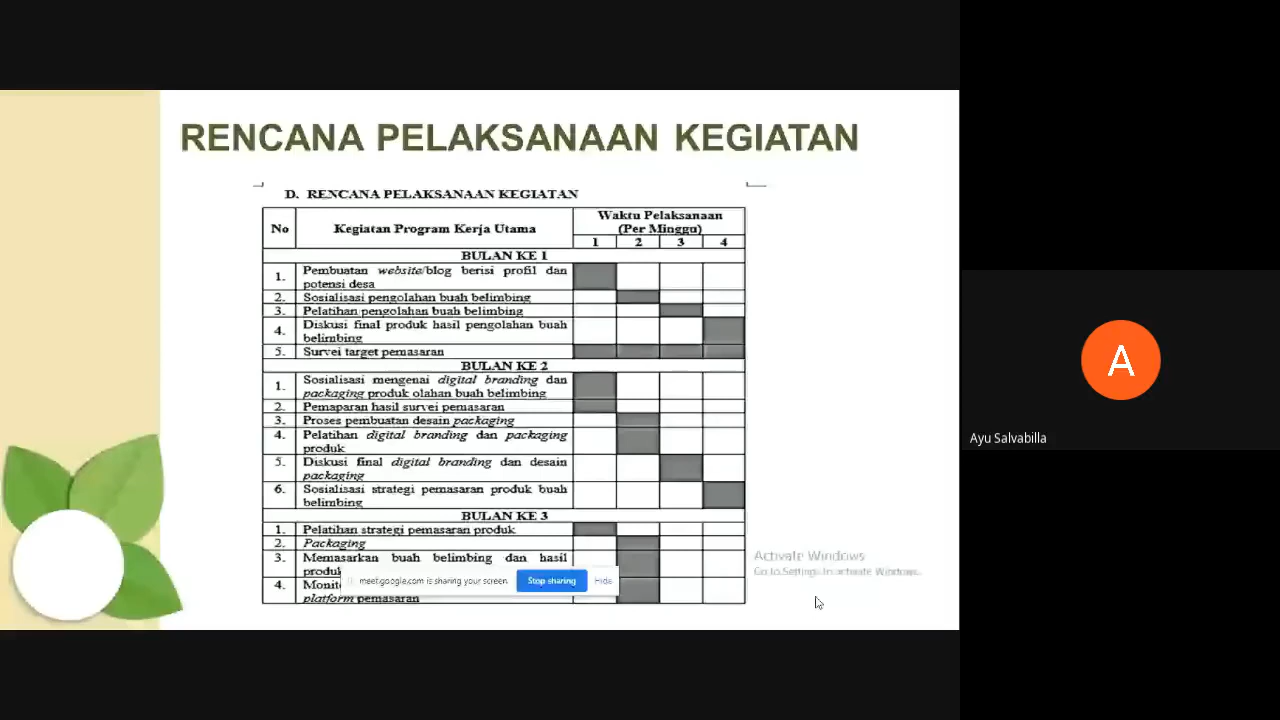 RENCANA PELAKSANAAN KEGIATAN
D. RENCANA PELAKSANAAN KEGIATAN
No
Kegiatan Program Kerja Utama
Waktu Pelaksanaan
(Per Minggu)
1 2 3 4
BULAN KE 1
1. Pembuatan website/blog berisi profil dan
potensi desa
2. Sosialisasi pengolahan buah belimbing
3. Pelatihan pengolahan buah belimbing
4. Diskusi final produk hasil pengolahan buah
belimbing
5. Survei target pemasaran
BULAN KE 2
1. Sosialisasi mengenai digital branding dan
packaging produk olahan buah belimbing
2. Pemaparan hasil survei pemasaran
3. Proses pembuatan desain packaging
4. Pelatihan digital branding dan packaging
produk
5. Diskusi final digital branding dan desain
packaging
6. Sosialisasi strategi pemasaran produk buah
belimbing
BULAN KE 3
1. Pelatihan strategi pemasaran produk
2. Packaging
3. Memasarkan buah belimbing dan hasil
produk
4.
platform pemasaran
meet.google.com is sharing your screen.
Stop sharing
Hide
Activate Windows
Go to Settings to activate Windows.
A
Ayu Salvabilla